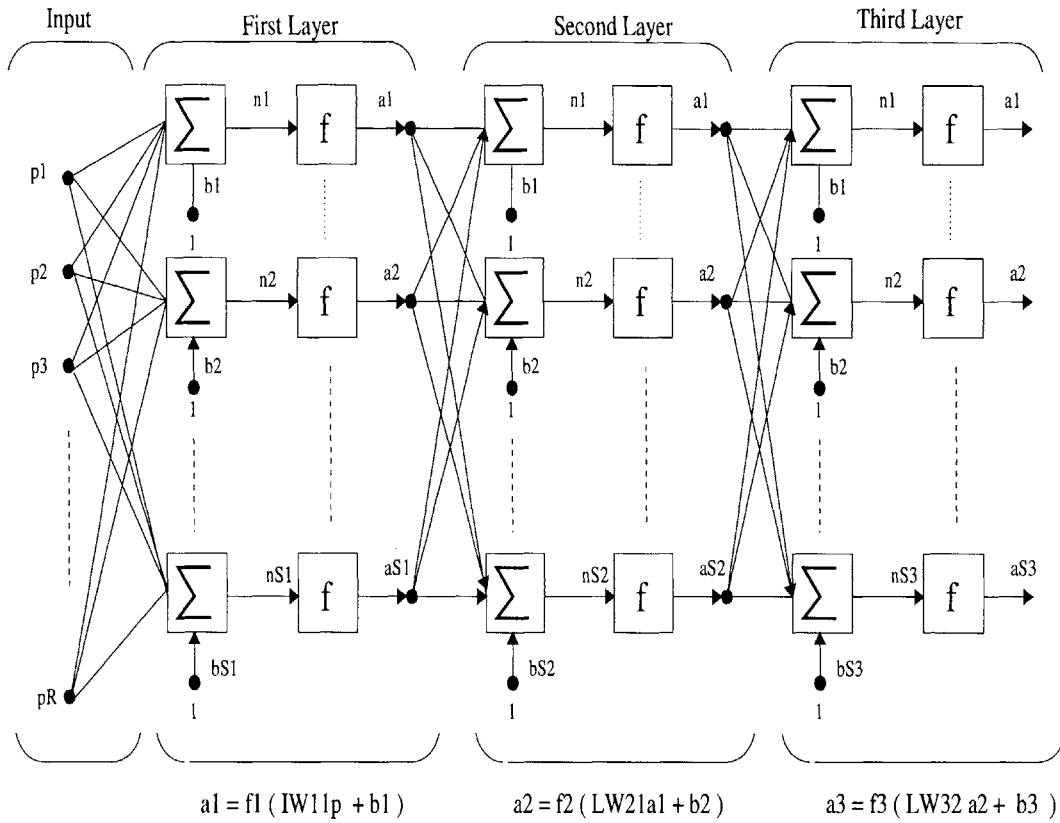 Input First Layer Second Layer Third Layer
n1 a1 n1 a1 n1 a1
Σ f Σ f Σ f
p1
b1 b1 b1
1 1 1
p2 n2 a2 n2 a2 n2 a2
Σ f Σ f Σ f
p3
b2 b2 b2
1 1 1
nS1 aS1 nS2 aS2 nS3 aS3
Σ f Σ f Σ f
pR
bS1 bS2 bS3
1 1 1
a1 = f1 ( IW11p + b1 ) a2 = f2 ( LW21a1 + b2 ) a3 = f3 ( LW32 a2 + b3 )